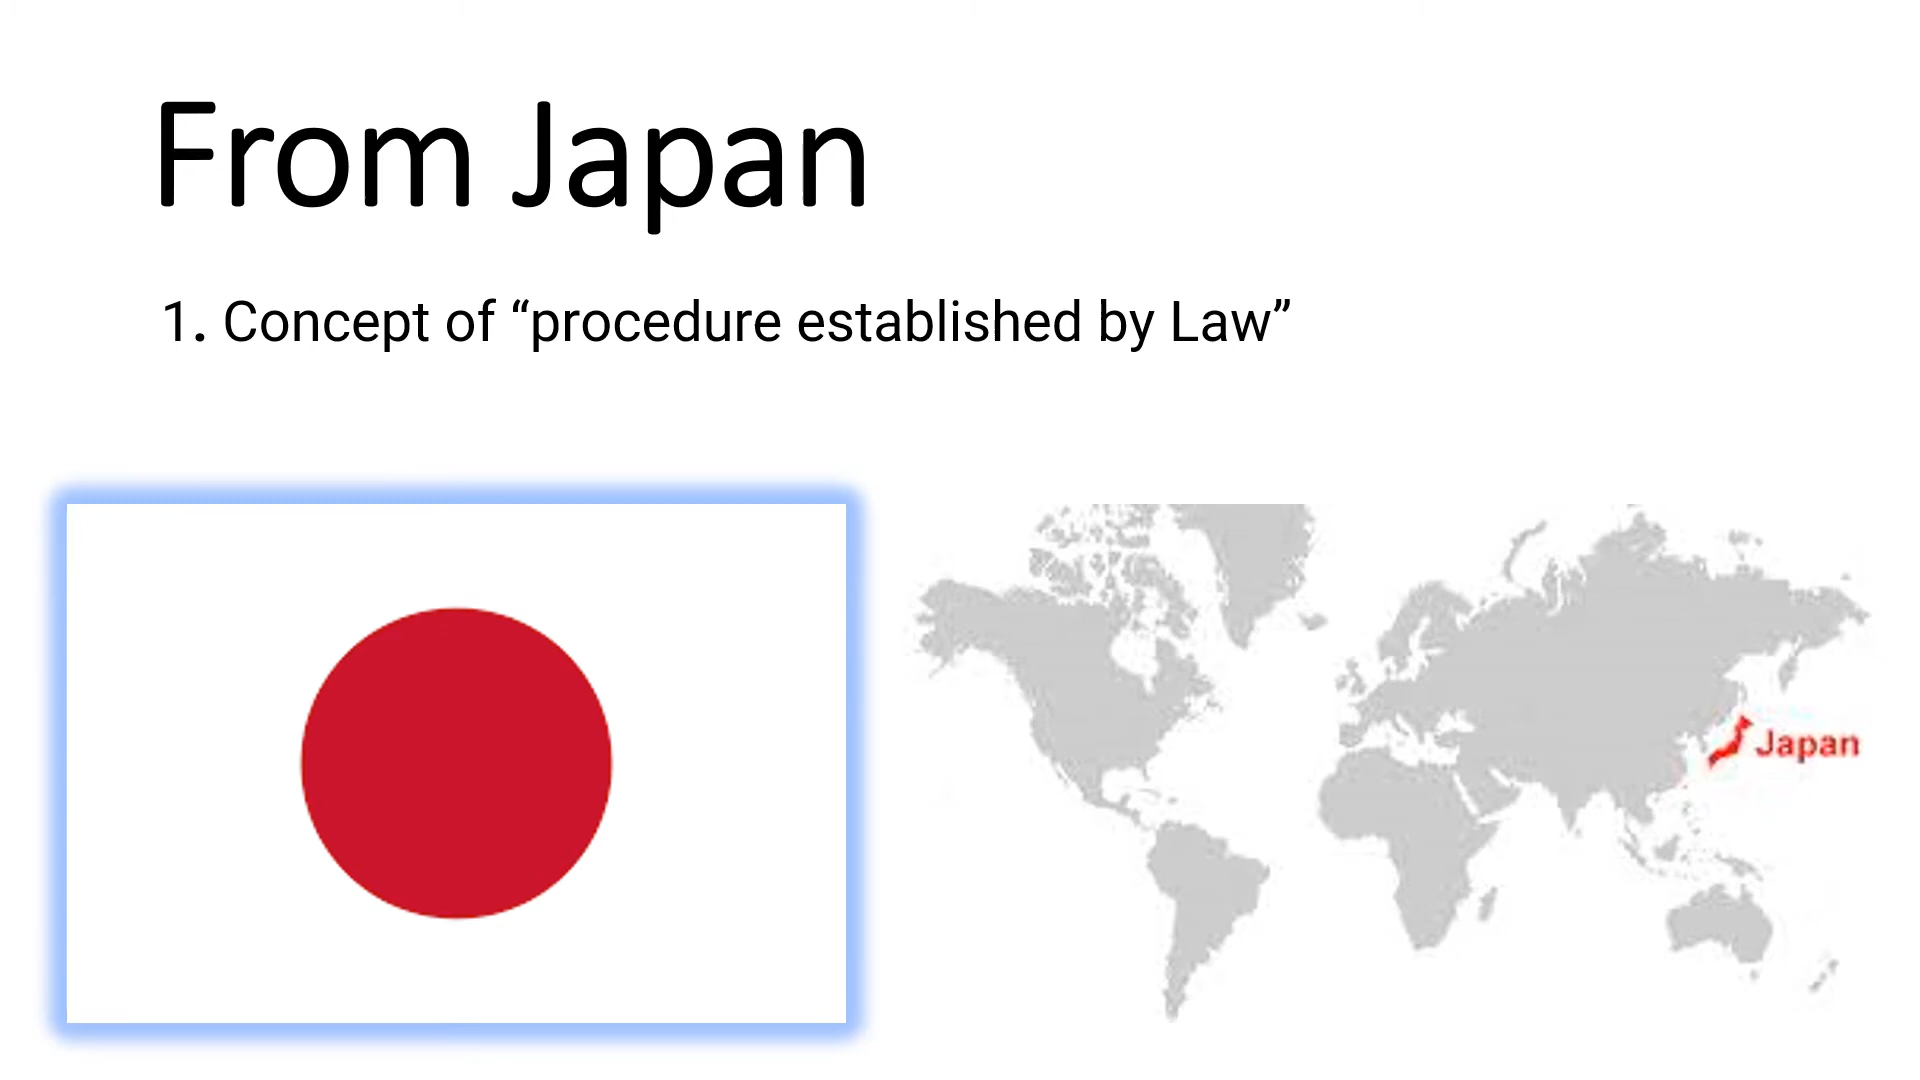 From Japan
1. Concept of “procedure established by Law”
Japan